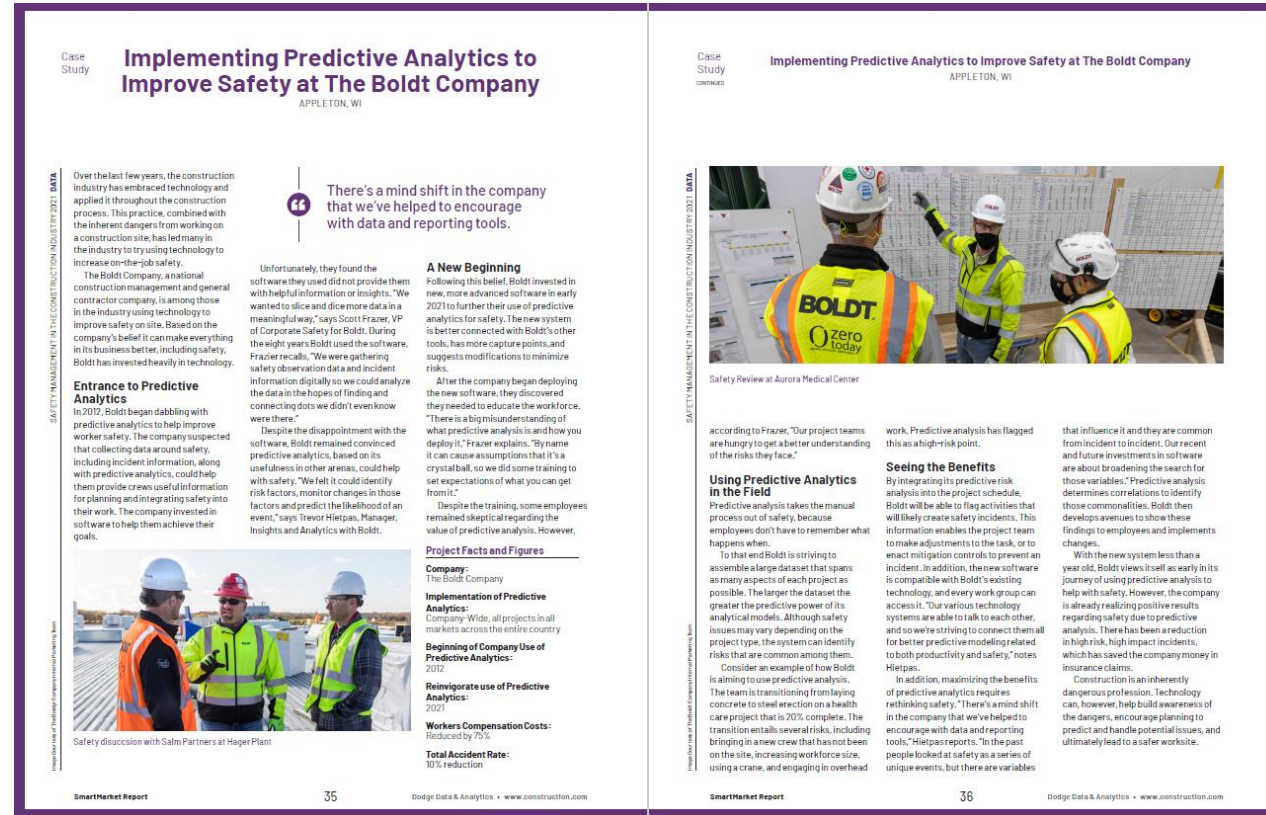 Case
Study
Implementing Predictive Analytics to
Improve Safety at The Boldt Company
APPLETON, WI
SAFETY MANAGEMENT IN THE CONSTRUCTION INDUSTRY 2021 DATA
Over the last few years, the construction
industry has embraced technology and
applied it throughout the construction
process. This practice, combined with
the inherent dangers from working on
a construction site, has led many in
the industry to try using technology to
increase on-the-job safety.
The Boldt Company, a national
construction management and general
contractor company, is among those
in the industry using technology to
improve safety on site. Based on the
company's belief it can make everything
in its business better, including safety,
Boldt has invested heavily in technology.
Entrance to Predictive
Analytics
In 2012, Boldt began dabbling with
predictive analytics to help improve
worker safety. The company suspected
that collecting data around safety,
including incident information, along
with predictive analytics, could help
them provide crews useful information
for planning and integrating safety into
their work. The company invested in
software to help them achieve their
goals.
There's a mind shift in the company
that we've helped to encourage
with data and reporting tools.
Unfortunately, they found the
software they used did not provide them
with helpful information or insights. "We
wanted to slice and dice more data in a
meaningful way," says Scott Frazer, VP
of Corporate Safety for Boldt. During
the eight years Boldt used the software,
Frazier recalls, "We were gathering
safety observation data and incident
information digitally so we could analyze
the data in the hopes of finding and
connecting dots we didn't even know
were there."
Despite the disappointment with the
software, Boldt remained convinced
predictive analytics, based on its
usefulness in other arenas, could help
with safety. "We felt it could identify
risk factors, monitor changes in those
factors and predict the likelihood of an
event," says Trevor Hietpas, Manager,
Insights and Analytics with Boldt.
A New Beginning
Following this belief, Boldt invested in
new, more advanced software in early
2021 to further their use of predictive
analytics for safety. The new system
is better connected with Boldt's other
tools, has more capture points, and
suggests modifications to minimize
risks.
After the company began deploying
the new software, they discovered
they needed to educate the workforce.
"There is a big misunderstanding of
what predictive analysis is and how you
deploy it," Frazer explains. "By name
it can cause assumptions that it's a
crystal ball, so we did some training to
set expectations of what you can get
from it."
Despite the training, some employees
remained skeptical regarding the
value of predictive analysis. However,
Safety disuccsion with Salm Partners at Hager Plant
Image Courtesy of The Boldt Company Internal Marketing Team
Project Facts and Figures
Company:
The Boldt Company
Implementation of Predictive
Analytics:
Company-Wide, all projects in all
markets across the entire country
Beginning of Company Use of
Predictive Analytics:
2012
Reinvigorate use of Predictive
Analytics:
2021
Workers Compensation Costs:
Reduced by 75%
Total Accident Rate:
10% reduction
SmartMarket Report
35
Dodge Data & Analytics • www.construction.com
Case
Study
CONTINUED
Implementing Predictive Analytics to Improve Safety at The Boldt Company
APPLETON, WI
SAFETY MANAGEMENT IN THE CONSTRUCTION INDUSTRY 2021 DATA
BOLDT
BOLDT.
zero
today
BOLDT
Safety Review at Aurora Medical Center
according to Frazer, "Our project teams
are hungry to get a better understanding
of the risks they face."
Using Predictive Analytics
in the Field
Predictive analysis takes the manual
process out of safety, because
employees don't have to remember what
happens when.
To that end Boldt is striving to
assemble a large dataset that spans
as many aspects of each project as
possible. The larger the dataset the
greater the predictive power of its
analytical models. Although safety
issues may vary depending on the
project type, the system can identify
risks that are common among them.
Consider an example of how Boldt
is aiming to use predictive analysis.
The team is transitioning from laying
concrete to steel erection on a health
care project that is 20% complete. The
transition entails several risks, including
bringing in a new crew that has not been
on the site, increasing workforce size,
using a crane, and engaging in overhead
work. Predictive analysis has flagged
this as a high-risk point.
Seeing the Benefits
By integrating its predictive risk
analysis into the project schedule,
Boldt will be able to flag activities that
will likely create safety incidents. This
information enables the project team
to make adjustments to the task, or to
enact mitigation controls to prevent an
incident. In addition, the new software
is compatible with Boldt's existing
technology, and every work group can
access it. "Our various technology
systems are able to talk to each other,
and so we're striving to connect them all
for better predictive modeling related
to both productivity and safety," notes
Hietpas.
In addition, maximizing the benefits
of predictive analytics requires
rethinking safety. "There's a mind shift
in the company that we've helped to
encourage with data and reporting
tools," Hietpas reports. "In the past
people looked at safety as a series of
unique events, but there are variables
that influence it and they are common
from incident to incident. Our recent
and future investments in software
are about broadening the search for
those variables." Predictive analysis
determines correlations to identify
those commonalities. Boldt then
develops avenues to show these
findings to employees and implements
changes.
With the new system less than a
year old, Boldt views itself as early in its
journey of using predictive analysis to
help with safety. However, the company
is already realizing positive results
regarding safety due to predictive
analysis. There has been a reduction
in high risk, high impact incidents,
which has saved the company money in
insurance claims.
Construction is an inherently
dangerous profession. Technology
can, however, help build awareness of
the dangers, encourage planning to
predict and handle potential issues, and
ultimately lead to a safer worksite.
Image Courtesy of The Boldt Company Internal Marketing Team
SmartMarket Report
36
Dodge Data & Analytics • www.construction.com